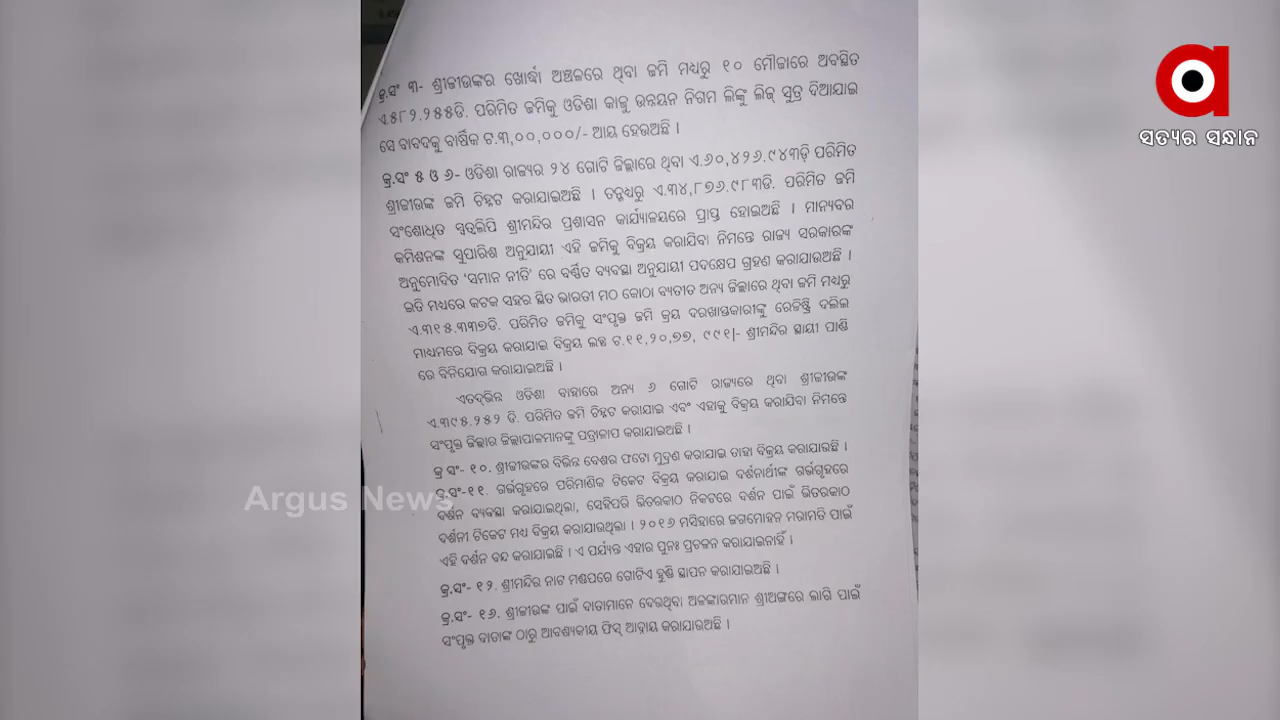 କ୍ର.ସଂ ୩- ଶ୍ରୀଜୀଉଙ୍କର ଖୋର୍ଦ୍ଧା ଅଞ୍ଚଳରେ ଥିବା ଜମି ମଧ୍ୟରୁ ୧୦ ମୌଜାରେ ଅବସ୍ଥିତ
ଏ.୫୮୨.୨୫୫ଡି. ପରିମିତ ଜମିକୁ ଓଡିଶା କାଜୁ ଉନ୍ନୟନ ନିଗମ ଲିଙ୍କୁ ଲିଜ୍ ସୂତ୍ର ଦିଆଯାଇ
ସେ ବାବଦକୁ ବାର୍ଷିକ ଟ.୩,୦୦,୦୦୦/- ଆୟ ହେଉଅଛି ।
କ୍ର.ସଂ ୫ ଓ ୬- ଓଡିଶା ରାଜ୍ୟର ୨୪ ଗୋଟି ଜିଲ୍ଲାରେ ଥିବା ଏ.୬୦,୪୨୬.୯୪୩ଡ଼ି ପରିମିତ
ଶ୍ରୀଜୀଉଙ୍କ ଜମି ଚିହ୍ନଟ କରାଯାଇଅଛି । ତନ୍ମଧ୍ୟରୁ ଏ.୩୪,୮୭୬.୯୮୩ଡି. ପରିମିତ ଜମି
ସଂଶୋଧିତ ସ୍ୱତ୍ୱଲିପି ଶ୍ରୀମନ୍ଦିର ପ୍ରଶାସନ କାର୍ଯ୍ୟାଳୟରେ ପ୍ରାପ୍ତ ହୋଇଅଛି । ମାନ୍ୟବର
କମିଶନଙ୍କ ସୁପାରିଶ ଅନୁଯାୟୀ ଏହି ଜମିକୁ ବିକ୍ରୟ କରାଯିବା ନିମନ୍ତେ ରାଜ୍ୟ ସରକାରଙ୍କ
ଅନୁମୋଦିତ ‘ସମାନ ନୀତି’ ରେ ବର୍ଣ୍ଣିତ ବ୍ୟବସ୍ଥା ଅନୁଯାୟୀ ପଦକ୍ଷେପ ଗ୍ରହଣ କରାଯାଉଅଛି ।
ଇତି ମଧ୍ୟରେ କଟକ ସହର ସ୍ଥିତ ଭାରତୀ ମଠ କୋଠା ବ୍ୟତୀତ ଅନ୍ୟ ଜିଲ୍ଲାରେ ଥିବା ଜମି ମଧ୍ୟରୁ
ଏ.୩୧୫.୩୩୭ଡି. ପରିମିତ ଜମିକୁ ସଂପୃକ୍ତ ଜମି କ୍ରୟ ଦରଖାସ୍ତକାରୀଙ୍କୁ ରେଜିଷ୍ଟ୍ରି ଦଲିଲ
ମାଧ୍ୟମରେ ବିକ୍ରୟ କରାଯାଇ ବିକ୍ରୟ ଲବ୍ଧ ଟ.୧୧,୨୦,୭୭, ୯୯୧|- ଶ୍ରୀମନ୍ଦିର ସ୍ଥାୟୀ ପାଣ୍ଠି
ରେ ବିନିଯୋଗ କରାଯାଇଅଛି ।
ଏତଦ୍‌ଭିନ୍ନ ଓଡିଶା ବାହାରେ ଅନ୍ୟ ୬ ଗୋଟି ରାଜ୍ୟରେ ଥିବା ଶ୍ରୀଜୀଉଙ୍କ
ଏ.୩୯୫.୨୫୨ ଡି. ପରିମିତ ଜମି ଚିହ୍ନଟ କରାଯାଇ ଏବଂ ଏହାକୁ ବିକ୍ରୟ କରାଯିବା ନିମନ୍ତେ
ସଂପୃକ୍ତ ଜିଲ୍ଲାର ଜିଲ୍ଲାପାଳମାନଙ୍କୁ ପତ୍ରାଳାପ କରାଯାଇଅଛି ।
କ୍ର ସଂ- ୧୦. ଶ୍ରୀଜୀଉଙ୍କର ବିଭିନ୍ନ ବେଶର ଫଟୋ ମୁଦ୍ରଣ କରାଯାଇ ତାହା ବିକ୍ରୟ କରାଯାଉଛି ।
କ୍ର.ସଂ-୧୧. ଗର୍ଭଗୃହରେ ପରିମାଣିକ ଟିକେଟ ବିକ୍ରୟ କରାଯାଇ ଦର୍ଶନାର୍ଥୀଙ୍କ ଗର୍ଭଗୃହରେ
ଦର୍ଶନ ବ୍ୟବସ୍ଥା କରାଯାଇଥିଲା, ସେହିପରି ଭିତରକାଠ ନିକଟରେ ଦର୍ଶନ ପାଇଁ ଭିତରକାଠ
ଦର୍ଶନୀ ଟିକେଟ ମଧ୍ୟ ବିକ୍ରୟ କରାଯାଉଥିଲା । ୨୦୧୬ ମସିହାରେ ଜଗମୋହନ ମରାମତି ପାଇଁ
ଏହି ଦର୍ଶନ ବନ୍ଦ କରାଯାଇଛି । ଏ ପର୍ଯ୍ୟନ୍ତ ଏହାର ପୁନଃ ପ୍ରଚଳନ କରାଯାଇନାହିଁ ।
କ୍ର.ସଂ- ୧୨. ଶ୍ରୀମନ୍ଦିର ନାଟ ମଣ୍ଡପରେ ଗୋଟିଏ ହୁଣ୍ଡି ସ୍ଥାପନ କରାଯାଇଅଛି ।
କ୍ର.ସଂ- ୧୬. ଶ୍ରୀଜୀଉଙ୍କ ପାଇଁ ଦାତାମାନେ ଦେଉଥିବା ଅଳଙ୍କାରମାନ ଶ୍ରୀଅଙ୍ଗରେ ଲାଗି ପାଇଁ
ସଂପୃକ୍ତ ଦାତାଙ୍କ ଠାରୁ ଆବଶ୍ୟକୀୟ ଫିସ୍ ଆଦାୟ କରାଯାଉଅଛି ।
Argus News
ସତ୍ୟର ସନ୍ଧାନ